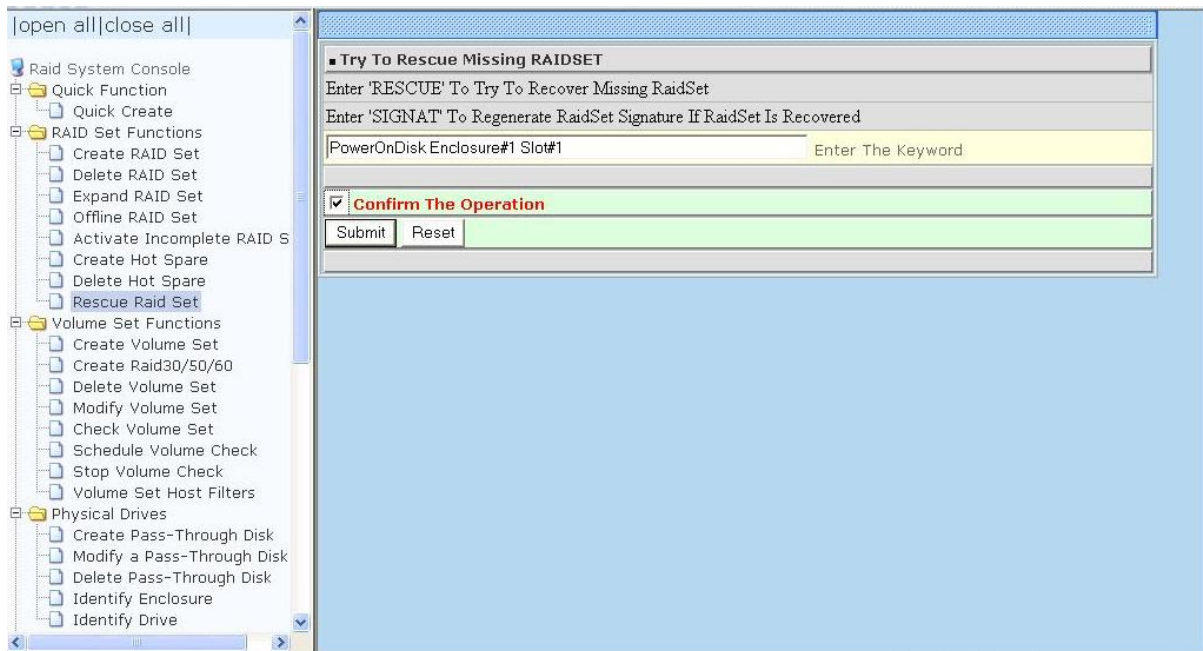 |open all|close all|
Raid System Console
Quick Function
Quick Create
RAID Set Functions
Create RAID Set
Delete RAID Set
Expand RAID Set
Offline RAID Set
Activate Incomplete RAID S
Create Hot Spare
Delete Hot Spare
Rescue Raid Set
Volume Set Functions
Create Volume Set
Create Raid30/50/60
Delete Volume Set
Modify Volume Set
Check Volume Set
Schedule Volume Check
Stop Volume Check
Volume Set Host Filters
Physical Drives
Create Pass-Through Disk
Modify a Pass-Through Disk
Delete Pass-Through Disk
Identify Enclosure
Identify Drive
Try To Rescue Missing RAIDSET
Enter 'RESCUE' To Try To Recover Missing RaidSet
Enter 'SIGNAT' To Regenerate RaidSet Signature If RaidSet Is Recovered
PowerOnDisk Enclosure#1 Slot#1 Enter The Keyword
Confirm The Operation
Submit Reset